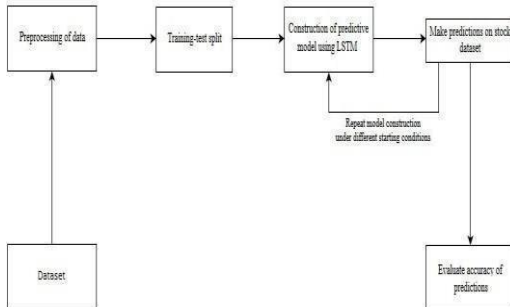 Preprocessing of data
Training-test split
Construction of predictive
model using LSTM
Make predictions on stock
dataset
Repeat model construction
under different starting conditions
Dataset
Evaluate accuracy of
predictions